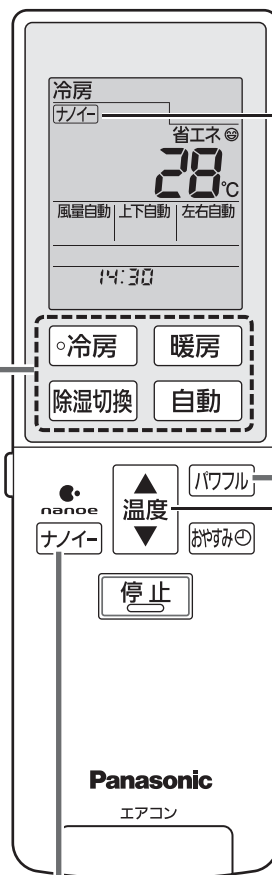 冷房
ナノイー
省エネ
28℃
風量自動 上下自動 左右自動
14:30
冷房 暖房
除湿切換 自動
パワフル
nanoe
温度
ナノイー
おやすみ
停止
Panasonic
エアコン